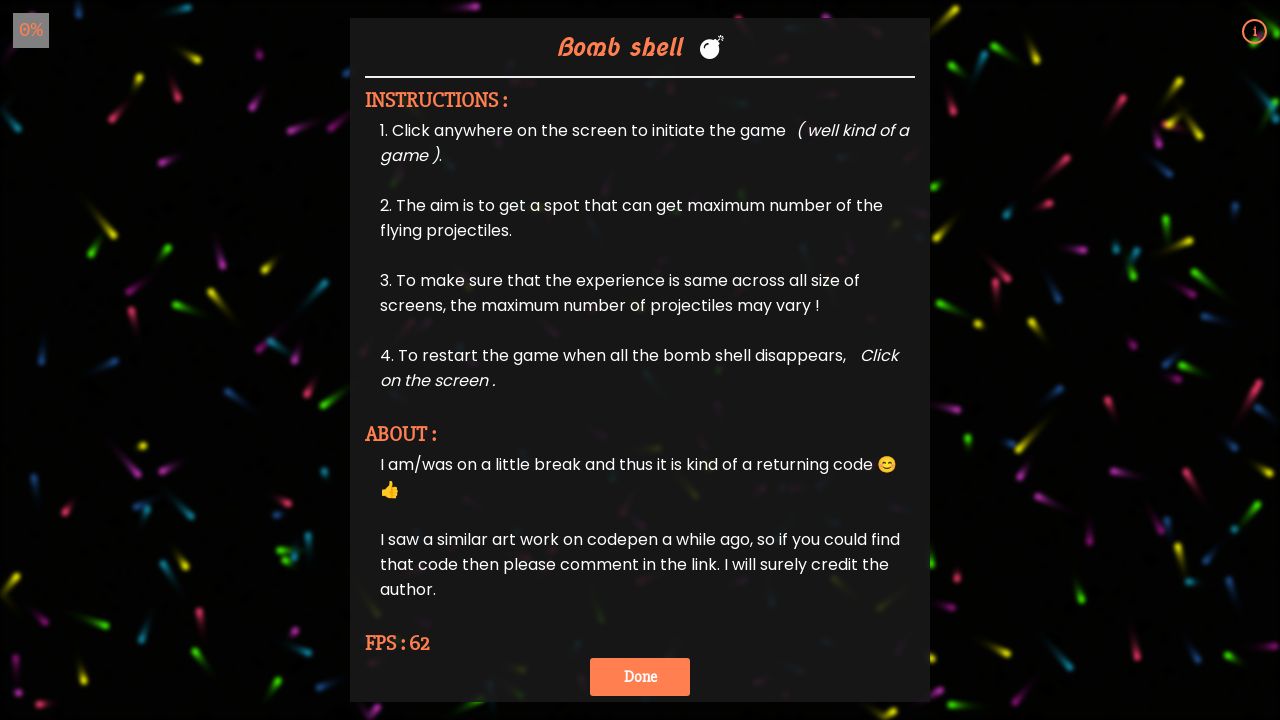 0%
i
Bomb shell 💣
INSTRUCTIONS :
1. Click anywhere on the screen to initiate the game ( well kind of a
game ).
2. The aim is to get a spot that can get maximum number of the
flying projectiles.
3. To make sure that the experience is same across all size of
screens, the maximum number of projectiles may vary !
4. To restart the game when all the bomb shell disappears, Click
on the screen .
ABOUT :
I am/was on a little break and thus it is kind of a returning code 😊
👍
I saw a similar art work on codepen a while ago, so if you could find
that code then please comment in the link. I will surely credit the
author.
FPS : 62
Done